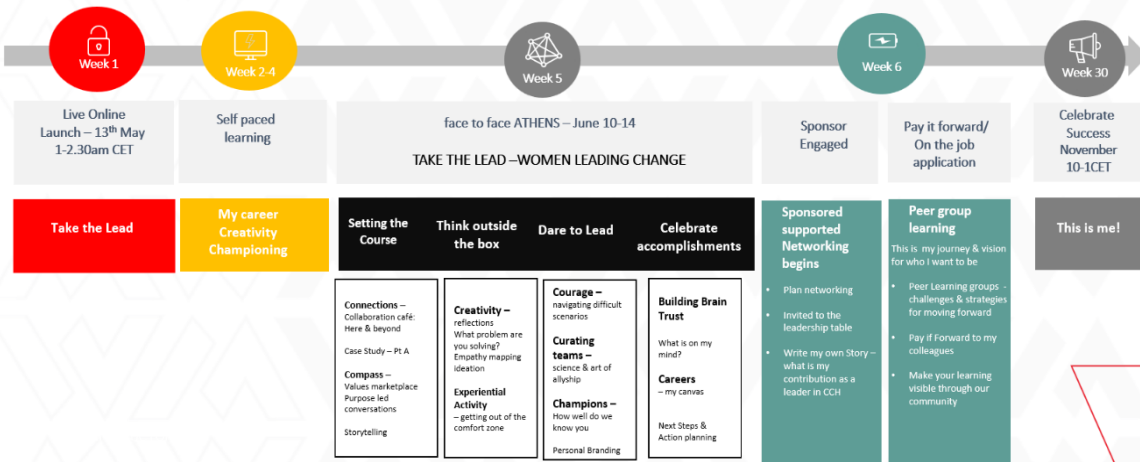 Week 1
Week 2-4
Week 5
Week 6
Week 30
Live Online
Launch – 13th May
1-2.30am CET
Self paced
learning
face to face ATHENS – June 10-14
TAKE THE LEAD –WOMEN LEADING CHANGE
Sponsor
Engaged
Pay it forward/
On the job
application
Celebrate
Success
November
10-1CET
Take the Lead
My career
Creativity
Championing
Setting the
Course
Think outside
the box
Dare to Lead
Celebrate
accomplishments
Connections –
Collaboration café:
Here & beyond
Case Study – Pt A
Compass –
Values marketplace
Purpose led
conversations
Storytelling
Creativity –
reflections
What problem are
you solving?
Empathy mapping
ideation
Experiential
Activity
– getting out of the
comfort zone
Courage –
navigating difficult
scenarios
Curating
teams –
science & art of
allyship
Champions –
How well do we
know you
Personal Branding
Building Brain
Trust
What is on my
mind?
Careers
– my canvas
Next Steps &
Action planning
Sponsored
supported
Networking
begins
• Plan networking
• Invited to the
leadership table
• Write my own Story –
what is my
contribution as a
leader in CCH
Peer group
learning
This is my journey & vision
for who I want to be
• Peer Learning groups -
challenges & strategies
for moving forward
• Pay if Forward to my
colleagues
• Make your learning
visible through our
community
This is me!